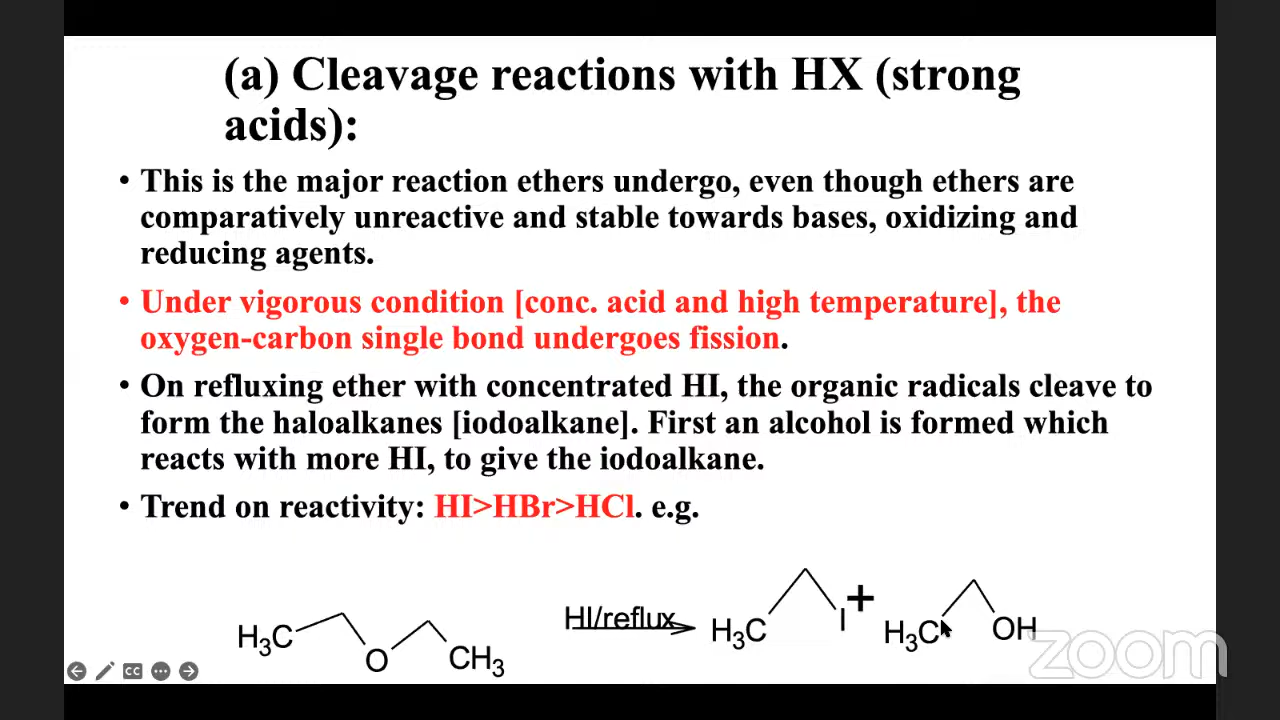 (a) Cleavage reactions with HX (strong
acids):
• This is the major reaction ethers undergo, even though ethers are
comparatively unreactive and stable towards bases, oxidizing and
reducing agents.
• Under vigorous condition [conc. acid and high temperature], the
oxygen-carbon single bond undergoes fission.
• On refluxing ether with concentrated HI, the organic radicals cleave to
form the haloalkanes [iodoalkane]. First an alcohol is formed which
reacts with more HI, to give the iodoalkane.
• Trend on reactivity: HI>HBr>HCl. e.g.
H₃C O CH₃ HI/reflux H₃C I + H₃C OH
CC
zoom